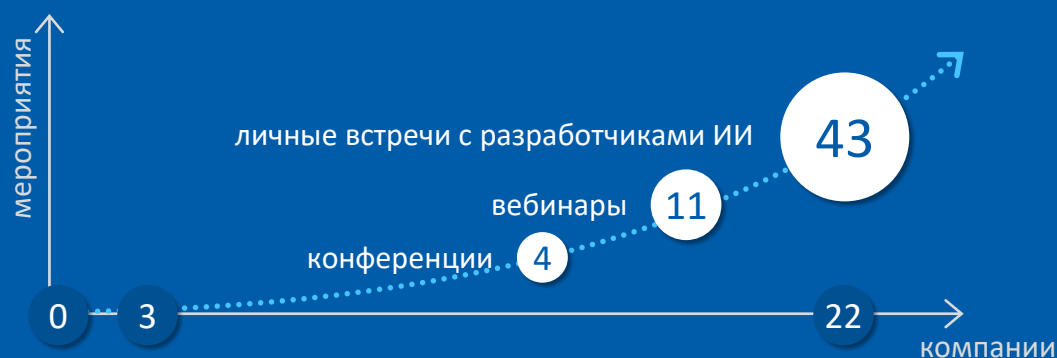 мероприятия
личные встречи с разработчиками ИИ
43
вебинары
11
конференции
4
0
3
22
компании